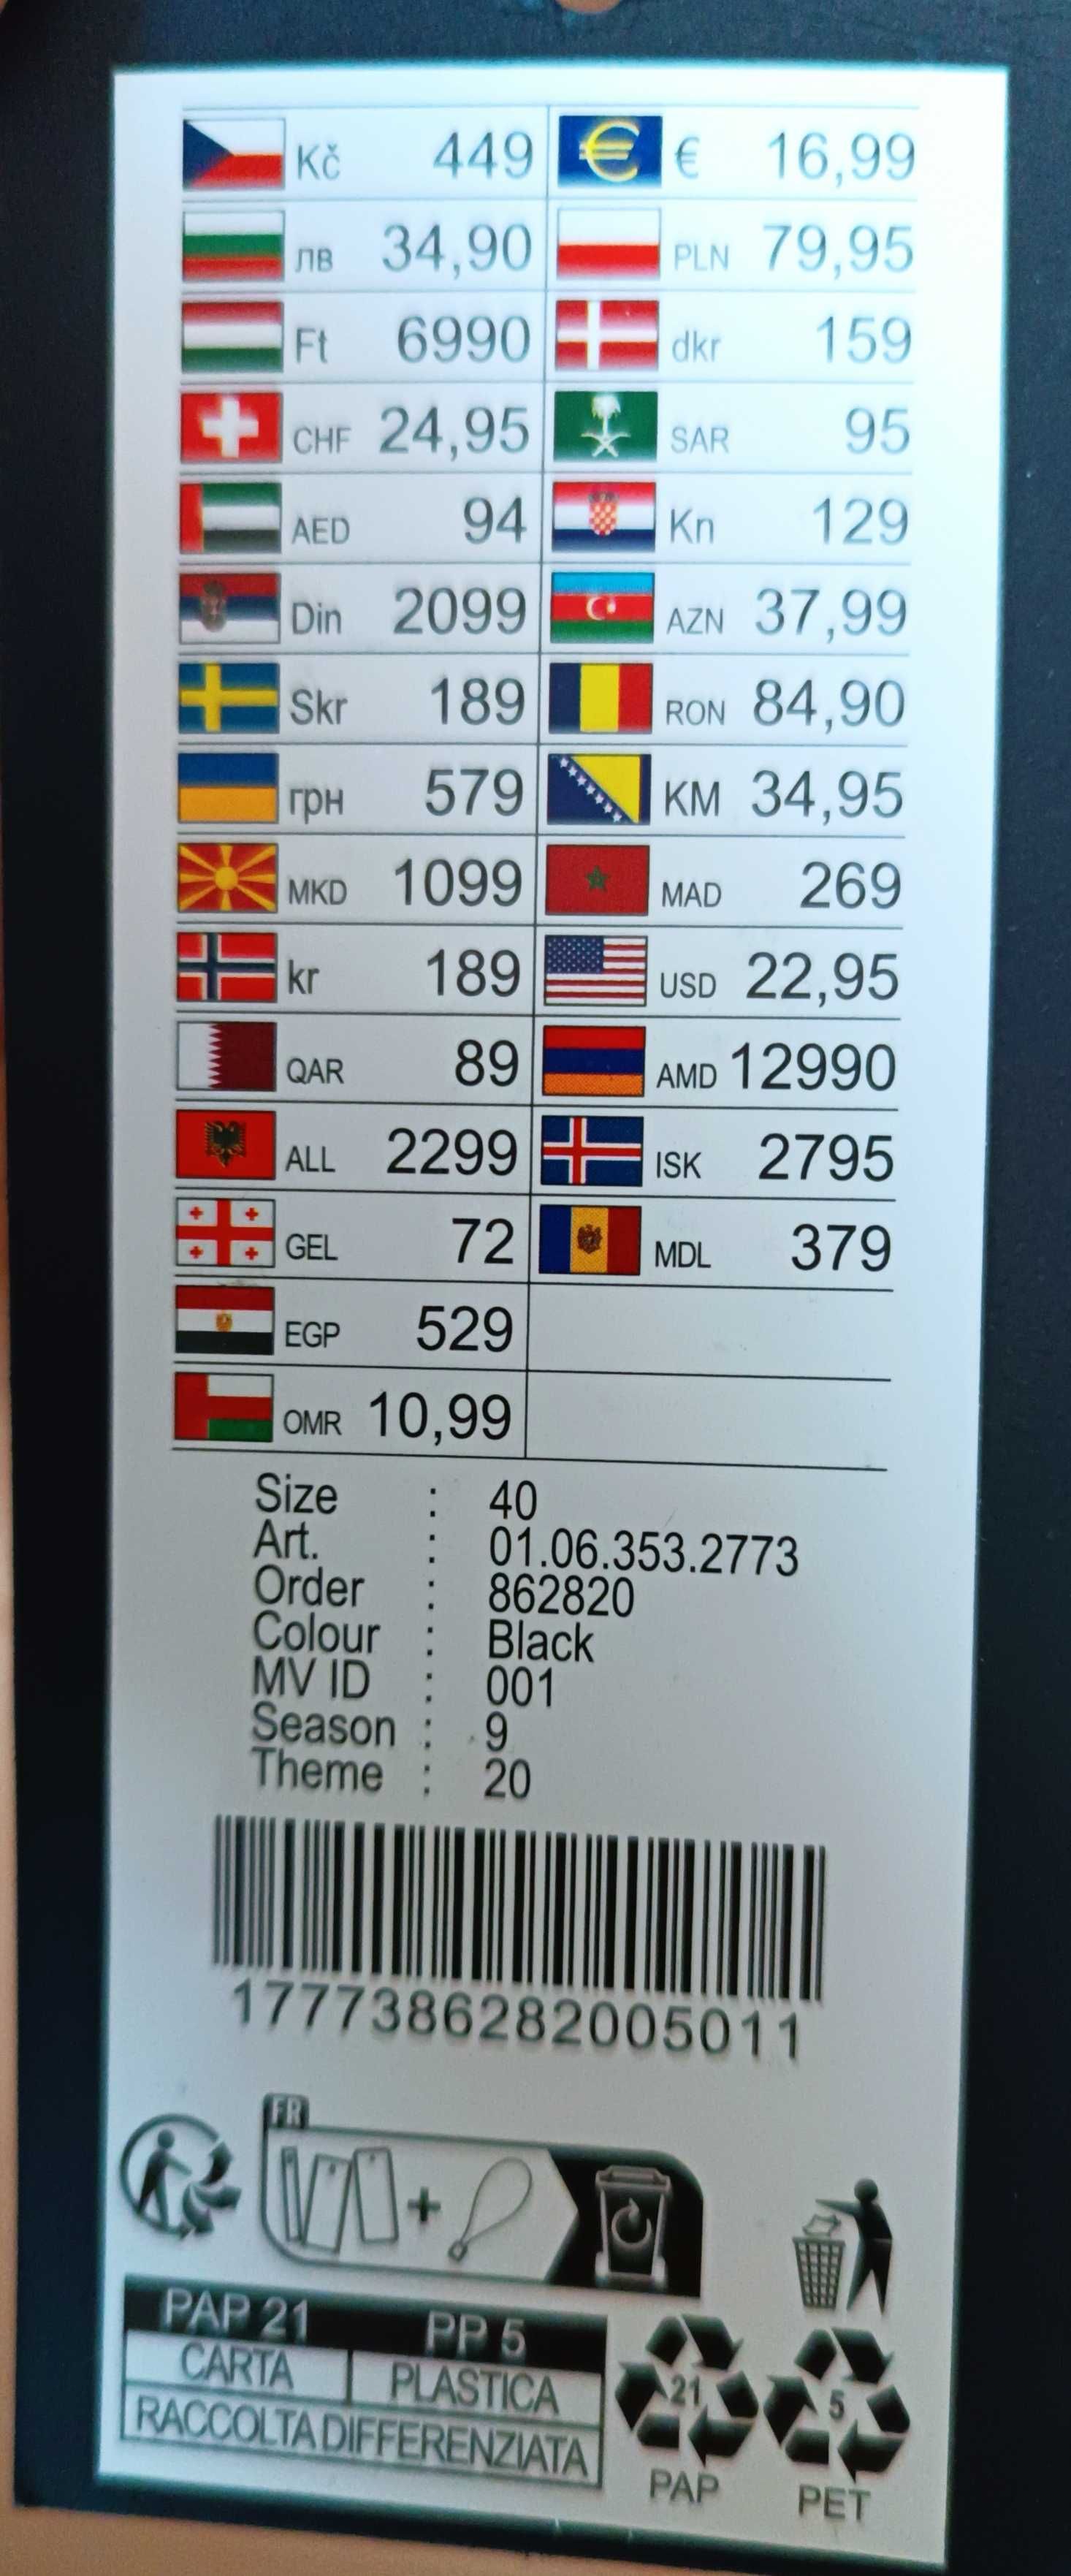 Kč 449 € 16,99
лв 34,90 PLN 79,95
Ft 6990 dkr 159
CHF 24,95 SAR 95
AED 94 Kn 129
Din 2099 AZN 37,99
Skr 189 RON 84,90
грн 579 KM 34,95
MKD 1099 MAD 269
kr 189 USD 22,95
QAR 89 AMD 12990
ALL 2299 ISK 2795
GEL 72 MDL 379
EGP 529
OMR 10,99
Size : 40
Art. : 01.06.353.2773
Order : 862820
Colour : Black
MV ID : 001
Season : 9
Theme : 20
1777386282005011
FR
+
PAP 21 PP 5
CARTA PLASTICA
RACCOLTA DIFFERENZIATA
21 5
PAP PET